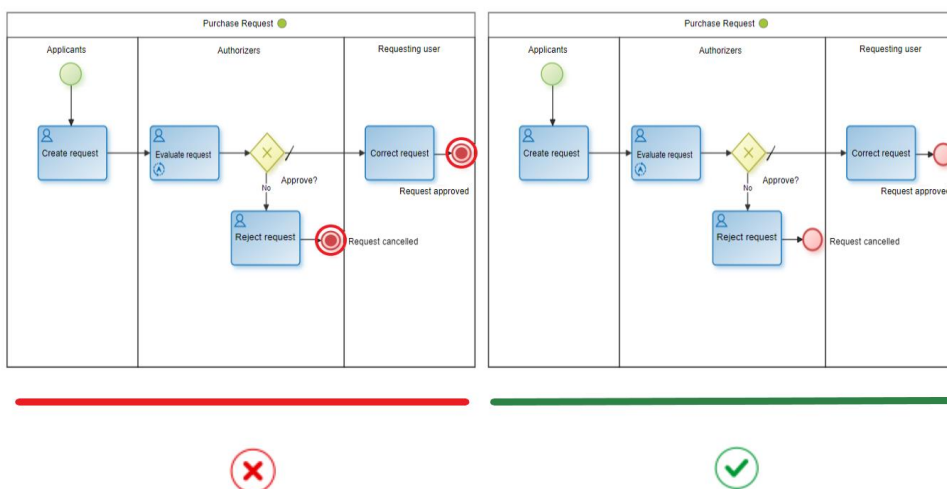 Purchase Request
Applicants
Authorizers
Requesting user
Create request
Evaluate request
Correct request
Approve?
No
Request approved
Reject request
Request cancelled
Purchase Request
Applicants
Authorizers
Requesting user
Create request
Evaluate request
Correct request
Approve?
No
Request approved
Reject request
Request cancelled